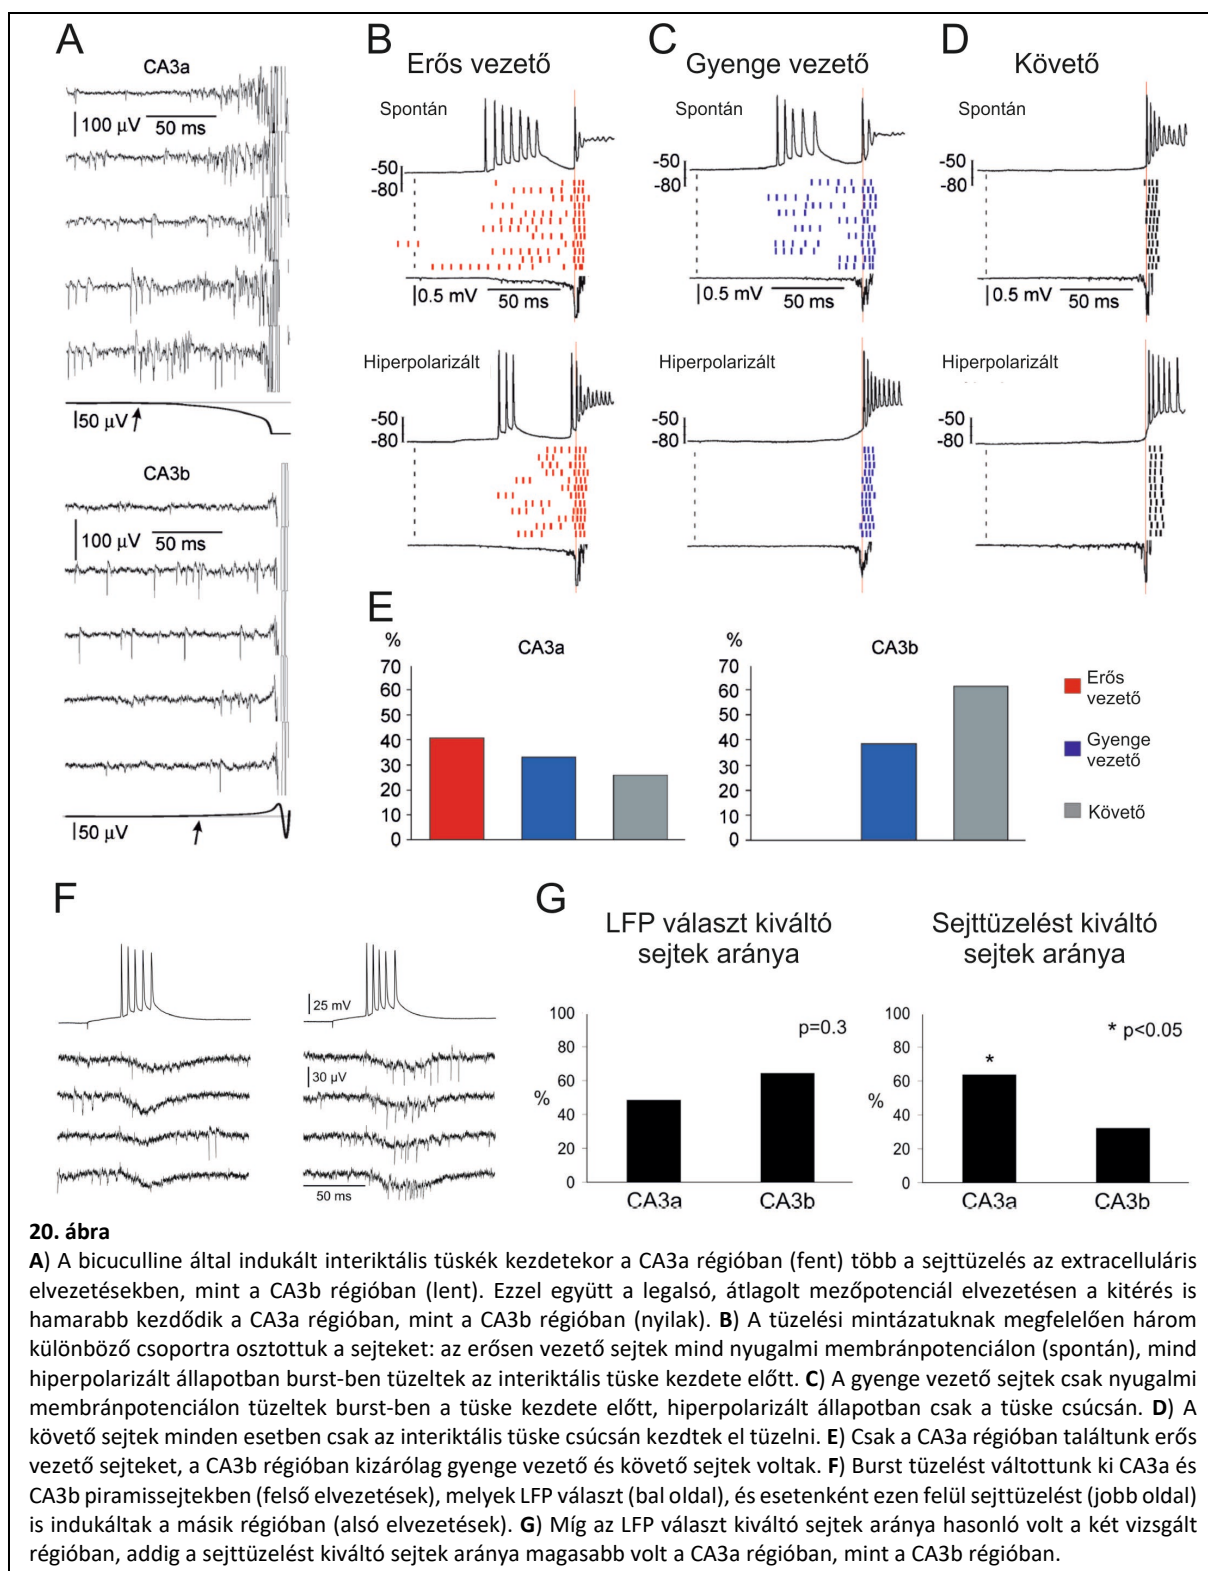 A
CA3a
100 µV 50 ms
50 µV
CA3b
100 µV 50 ms
50 µV
B
Erős vezető
Spontán
-50
-80
0.5 mV 50 ms
Hiperpolarizált
-50
-80
C
Gyenge vezető
Spontán
-50
-80
0.5 mV 50 ms
Hiperpolarizált
-50
-80
D
Követő
Spontán
-50
-80
0.5 mV 50 ms
Hiperpolarizált
-50
-80
E
%
CA3a
70
60
50
40
30
20
10
0
%
CA3b
70
60
50
40
30
20
10
0
Erős
vezető
Gyenge
vezető
Követő
F
25 mV
30 µV
50 ms
G
LFP választ kiváltó
sejtek aránya
100
80
60
40
20
0
%
p=0.3
CA3a CA3b
Sejttüzelést kiváltó
sejtek aránya
100
80
60
40
20
0
%
* p<0.05
*
CA3a CA3b
20. ábra
A) A bicuculline által indukált interiktális tüskék kezdetekor a CA3a régióban (fent) több a sejttüzelés az extracelluláris
elvezetésekben, mint a CA3b régióban (lent). Ezzel együtt a legalsó, átlagolt mezőpotenciál elvezetésen a kitérés is
hamarabb kezdődik a CA3a régióban, mint a CA3b régióban (nyilak). B) A tüzelési mintázatuknak megfelelően három
különböző csoportra osztottuk a sejteket: az erősen vezető sejtek mind nyugalmi membránpotenciálon (spontán), mind
hiperpolarizált állapotban burst-ben tüzeltek az interiktális tüske kezdete előtt. C) A gyenge vezető sejtek csak nyugalmi
membránpotenciálon tüzeltek burst-ben a tüske kezdete előtt, hiperpolarizált állapotban csak a tüske csúcsán. D) A
követő sejtek minden esetben csak az interiktális tüske csúcsán kezdtek el tüzelni. E) Csak a CA3a régióban találtunk erős
vezető sejteket, a CA3b régióban kizárólag gyenge vezető és követő sejtek voltak. F) Burst tüzelést váltottunk ki CA3a és
CA3b piramissejtekben (felső elvezetések), melyek LFP választ (bal oldal), és esetenként ezen felül sejttüzelést (jobb oldal)
is indukáltak a másik régióban (alsó elvezetések). G) Míg az LFP választ kiváltó sejtek aránya hasonló volt a két vizsgált
régióban, addig a sejttüzelést kiváltó sejtek aránya magasabb volt a CA3a régióban, mint a CA3b régióban.